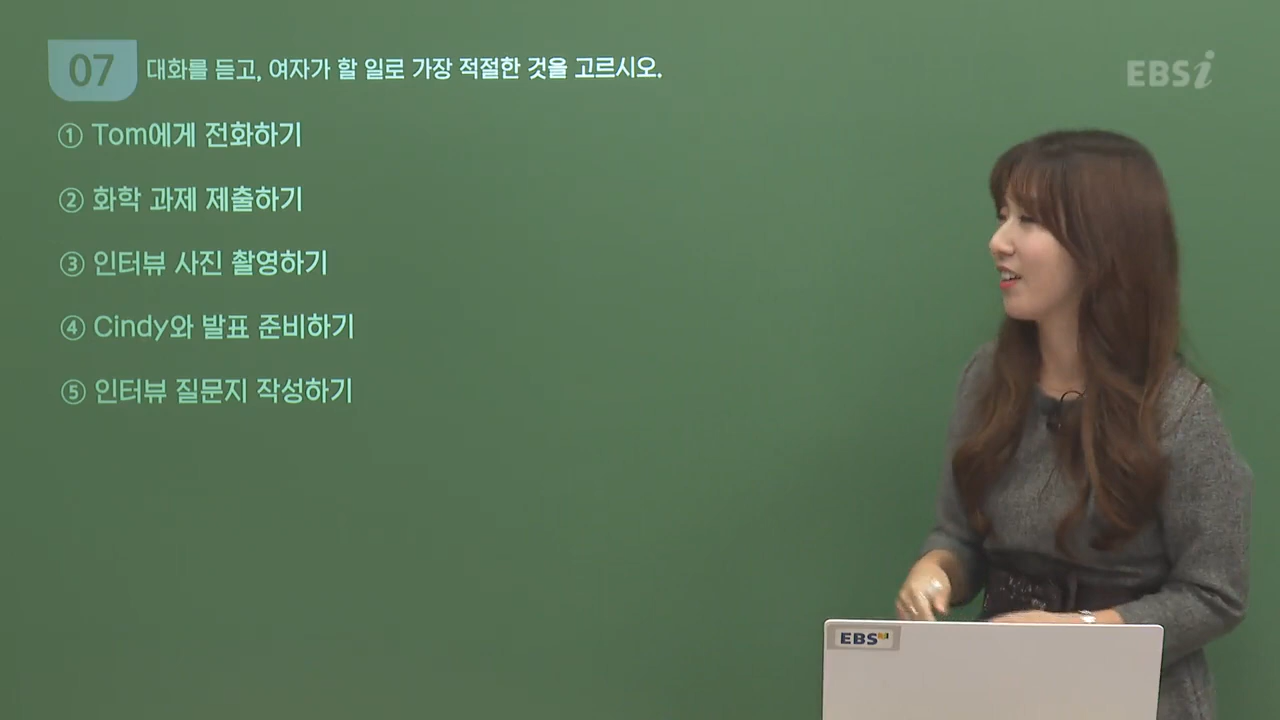 07 대화를 듣고, 여자가 할 일로 가장 적절한 것을 고르시오.
EBSi
① Tom에게 전화하기
② 화학 과제 제출하기
③ 인터뷰 사진 촬영하기
④ Cindy와 발표 준비하기
⑤ 인터뷰 질문지 작성하기
EBS